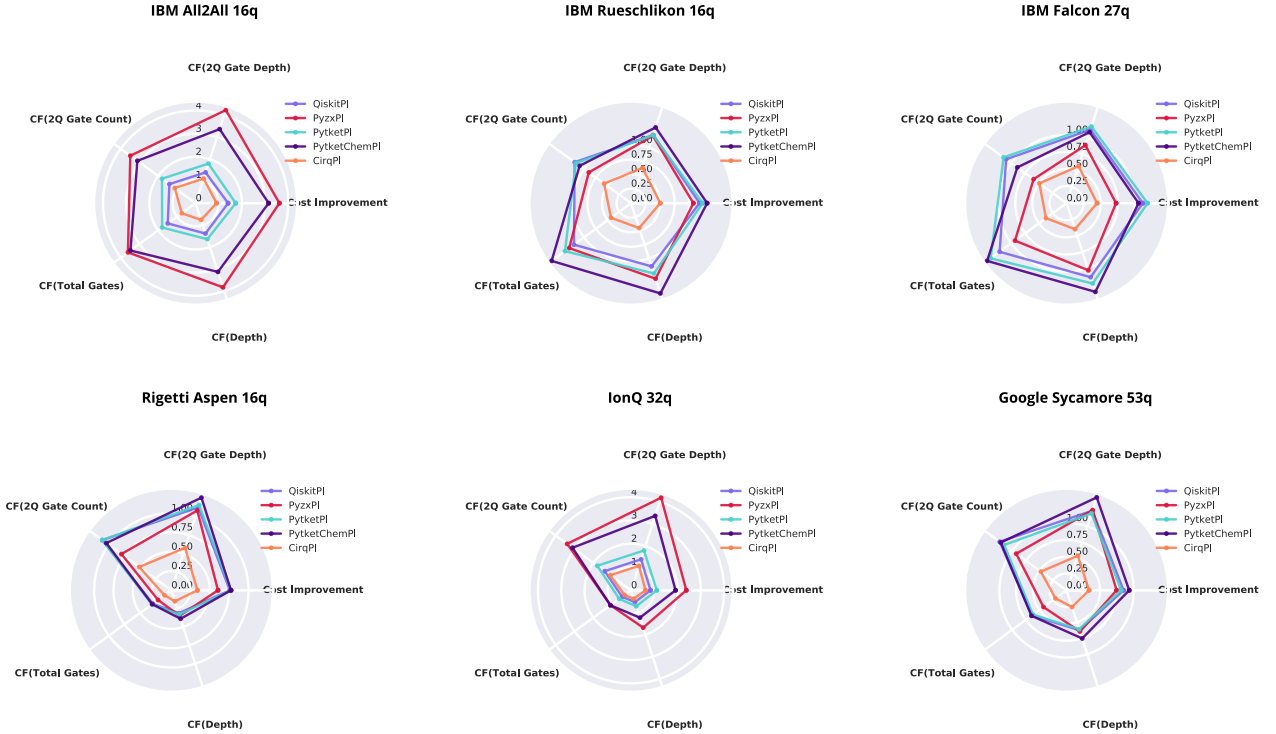 IBM All2All 16q
CF(2Q Gate Depth)
CF(2Q Gate Count)
4
3
2
1
0
QiskitPl
PyzxPl
PytketPl
PytketChemPl
CirqPl
Cost Improvement
CF(Total Gates)
CF(Depth)
IBM Rueschlikon 16q
CF(2Q Gate Depth)
CF(2Q Gate Count)
1.00
0.75
0.50
0.25
0.00
QiskitPl
PyzxPl
PytketPl
PytketChemPl
CirqPl
Cost Improvement
CF(Total Gates)
CF(Depth)
IBM Falcon 27q
CF(2Q Gate Depth)
CF(2Q Gate Count)
1.00
0.75
0.50
0.25
0.00
QiskitPl
PyzxPl
PytketPl
PytketChemPl
CirqPl
Cost Improvement
CF(Total Gates)
CF(Depth)
Rigetti Aspen 16q
CF(2Q Gate Depth)
CF(2Q Gate Count)
1.00
0.75
0.50
0.25
0.00
QiskitPl
PyzxPl
PytketPl
PytketChemPl
CirqPl
Cost Improvement
CF(Total Gates)
CF(Depth)
IonQ 32q
CF(2Q Gate Depth)
CF(2Q Gate Count)
4
3
2
1
0
QiskitPl
PyzxPl
PytketPl
PytketChemPl
CirqPl
Cost Improvement
CF(Total Gates)
CF(Depth)
Google Sycamore 53q
CF(2Q Gate Depth)
CF(2Q Gate Count)
1.00
0.75
0.50
0.25
0.00
QiskitPl
PyzxPl
PytketPl
PytketChemPl
CirqPl
Cost Improvement
CF(Total Gates)
CF(Depth)